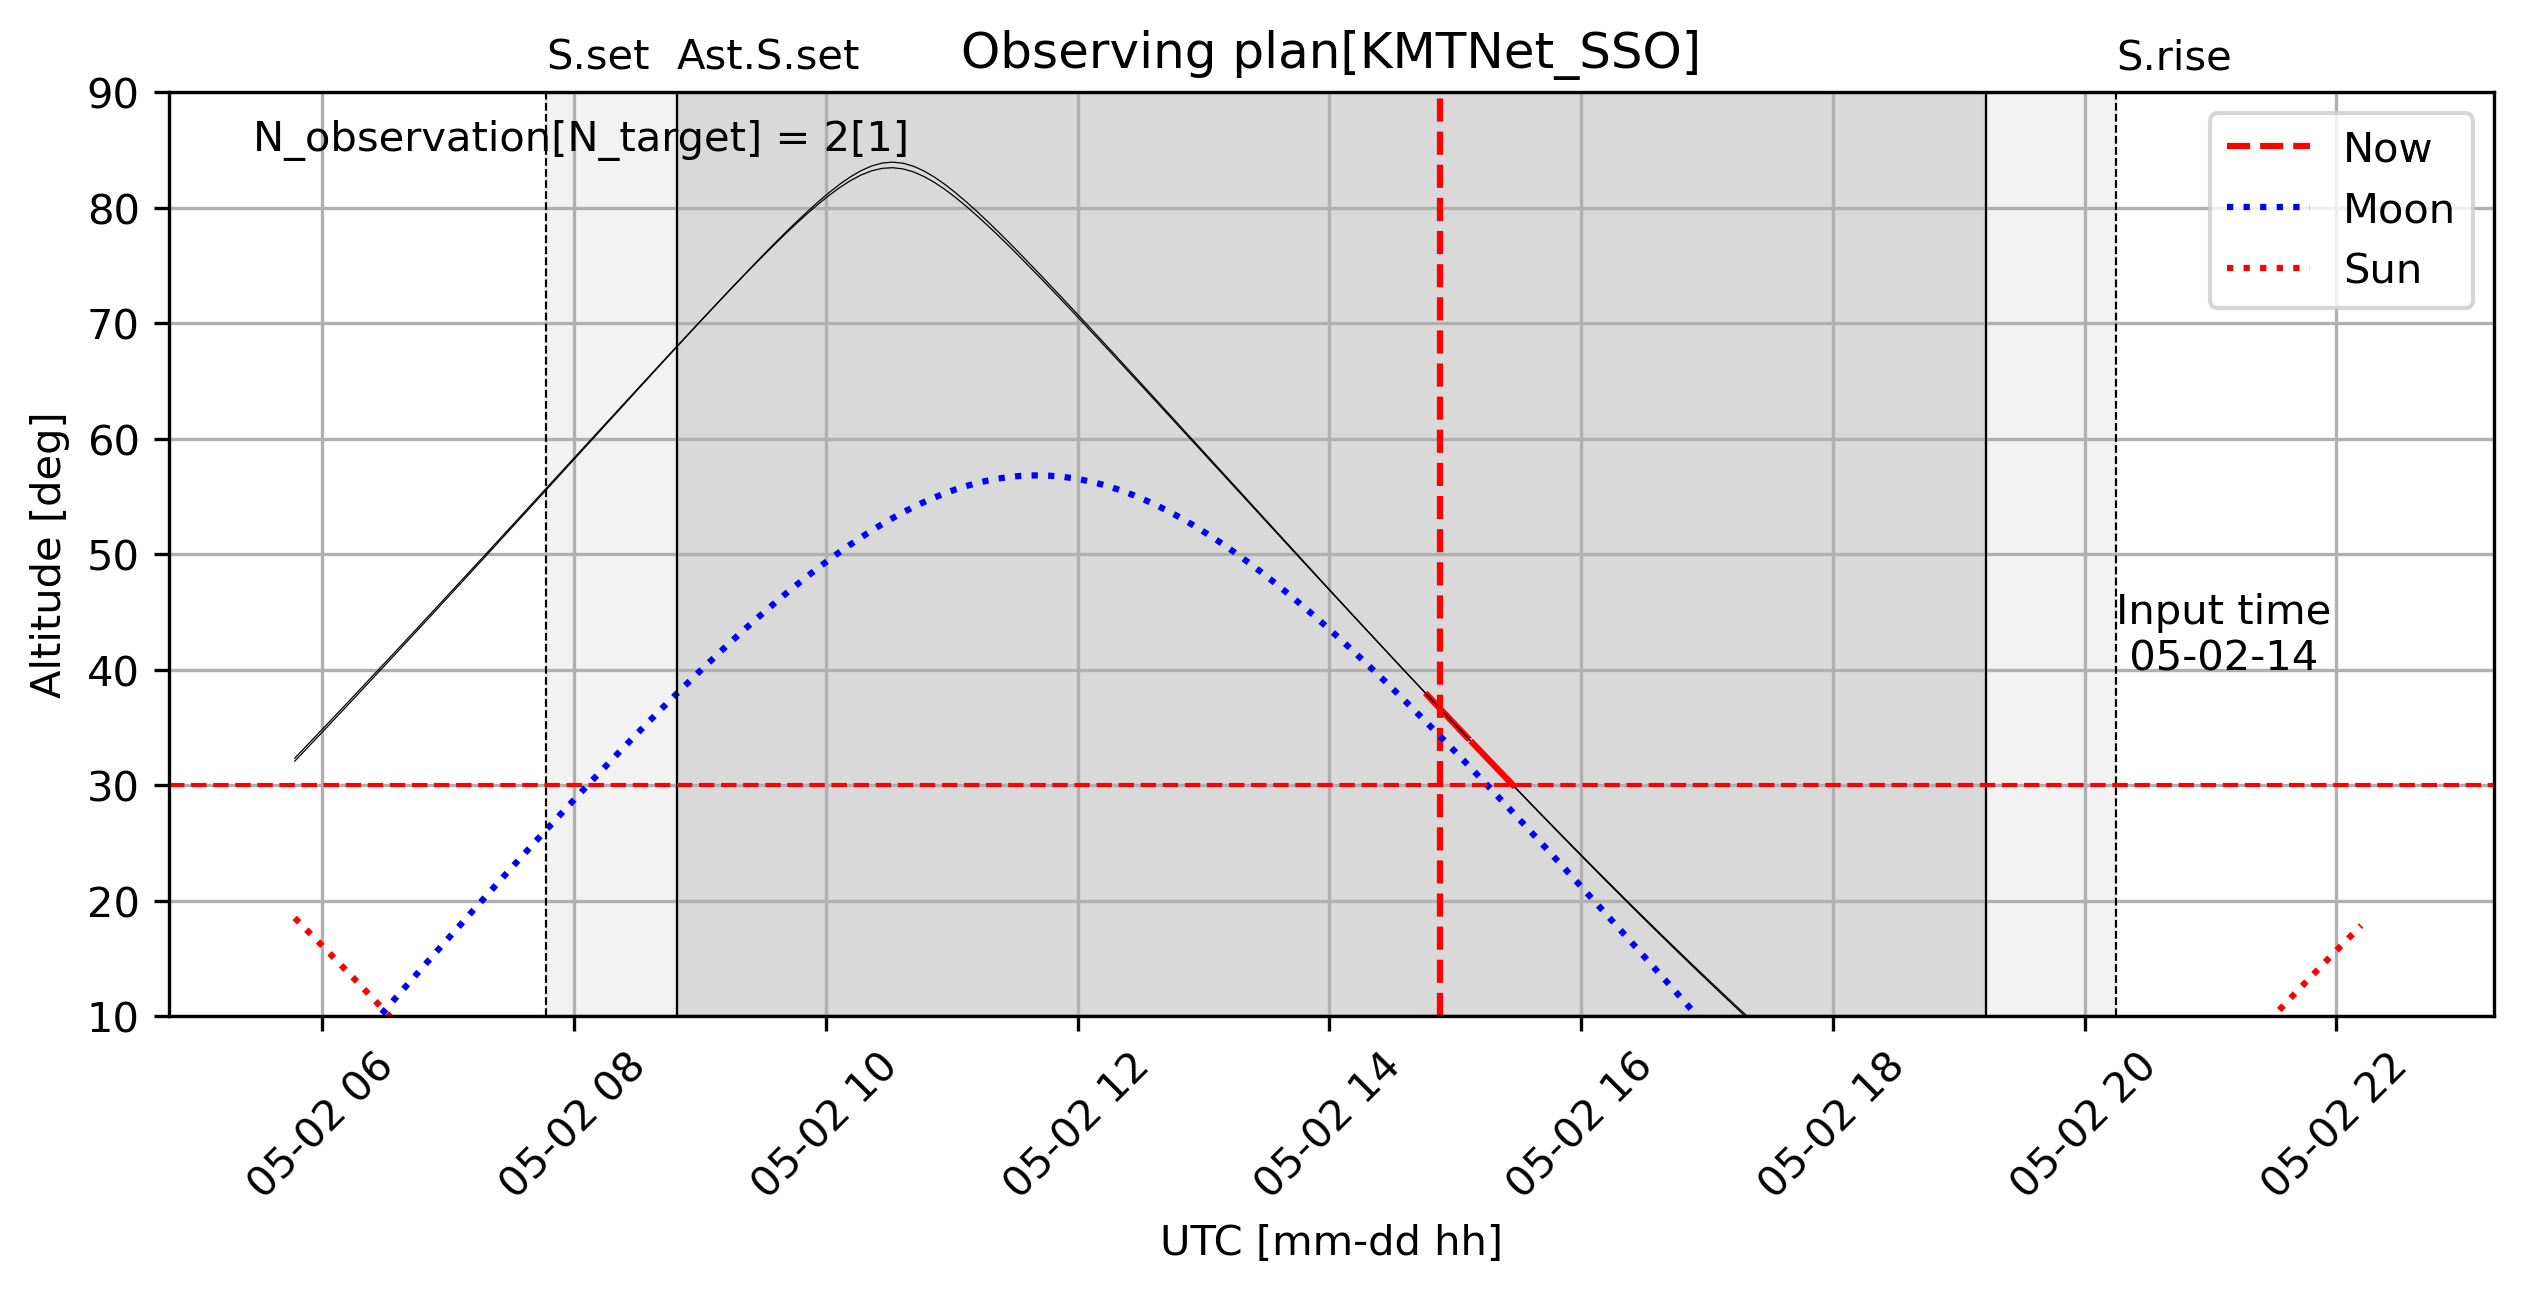 S.set Ast.S.set Observing plan[KMTNet_SSO] S.rise
N_observation[N_target] = 2[1]
Now
Moon
Sun
Input time
05-02-14
Altitude [deg]
90
80
70
60
50
40
30
20
10
05-02 06
05-02 08
05-02 10
05-02 12
05-02 14
05-02 16
05-02 18
05-02 20
05-02 22
UTC [mm-dd hh]